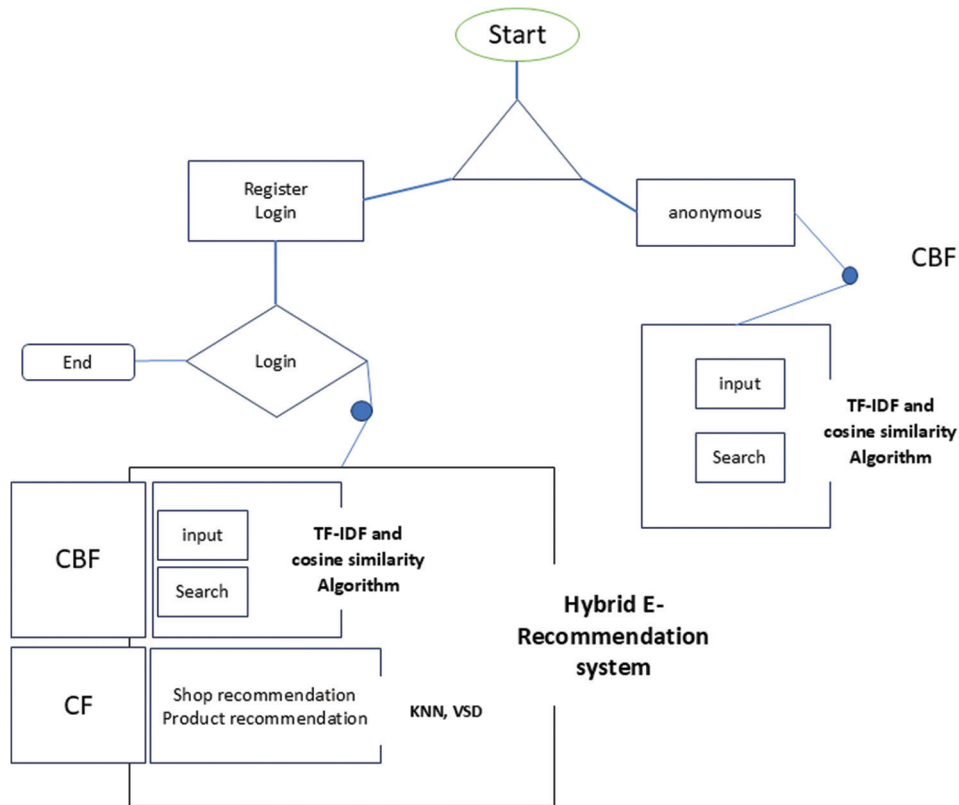 Start
Register
Login
anonymous
CBF
End
Login
input
Search
TF-IDF and
cosine similarity
Algorithm
CBF
input
Search
TF-IDF and
cosine similarity
Algorithm
Hybrid E-
Recommendation
system
CF
Shop recommendation
Product recommendation
KNN, VSD